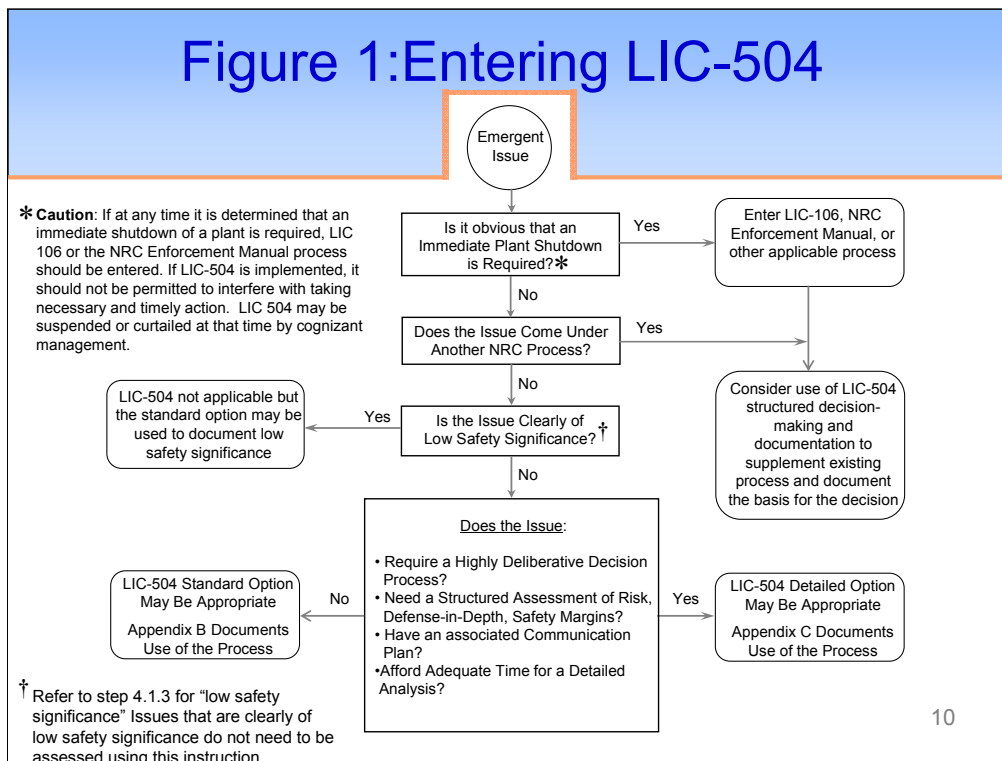 Figure 1:Entering LIC-504
Emergent
Issue
* Caution: If at any time it is determined that an
immediate shutdown of a plant is required, LIC
106 or the NRC Enforcement Manual process
should be entered. If LIC-504 is implemented, it
should not be permitted to interfere with taking
necessary and timely action. LIC 504 may be
suspended or curtailed at that time by cognizant
management.
Is it obvious that an
Immediate Plant Shutdown
is Required?*
Yes
Enter LIC-106, NRC
Enforcement Manual, or
other applicable process
No
Does the Issue Come Under
Another NRC Process?
Yes
Consider use of LIC-504
structured decision-
making and
documentation to
supplement existing
process and document
the basis for the decision
No
Is the Issue Clearly of
Low Safety Significance?†
Yes
LIC-504 not applicable but
the standard option may be
used to document low
safety significance
No
Does the Issue:
• Require a Highly Deliberative Decision
Process?
• Need a Structured Assessment of Risk,
Defense-in-Depth, Safety Margins?
• Have an associated Communication
Plan?
•Afford Adequate Time for a Detailed
Analysis?
No
LIC-504 Standard Option
May Be Appropriate
Appendix B Documents
Use of the Process
Yes
LIC-504 Detailed Option
May Be Appropriate
Appendix C Documents
Use of the Process
† Refer to step 4.1.3 for “low safety
significance” Issues that are clearly of
low safety significance do not need to be
assessed using this instruction
10